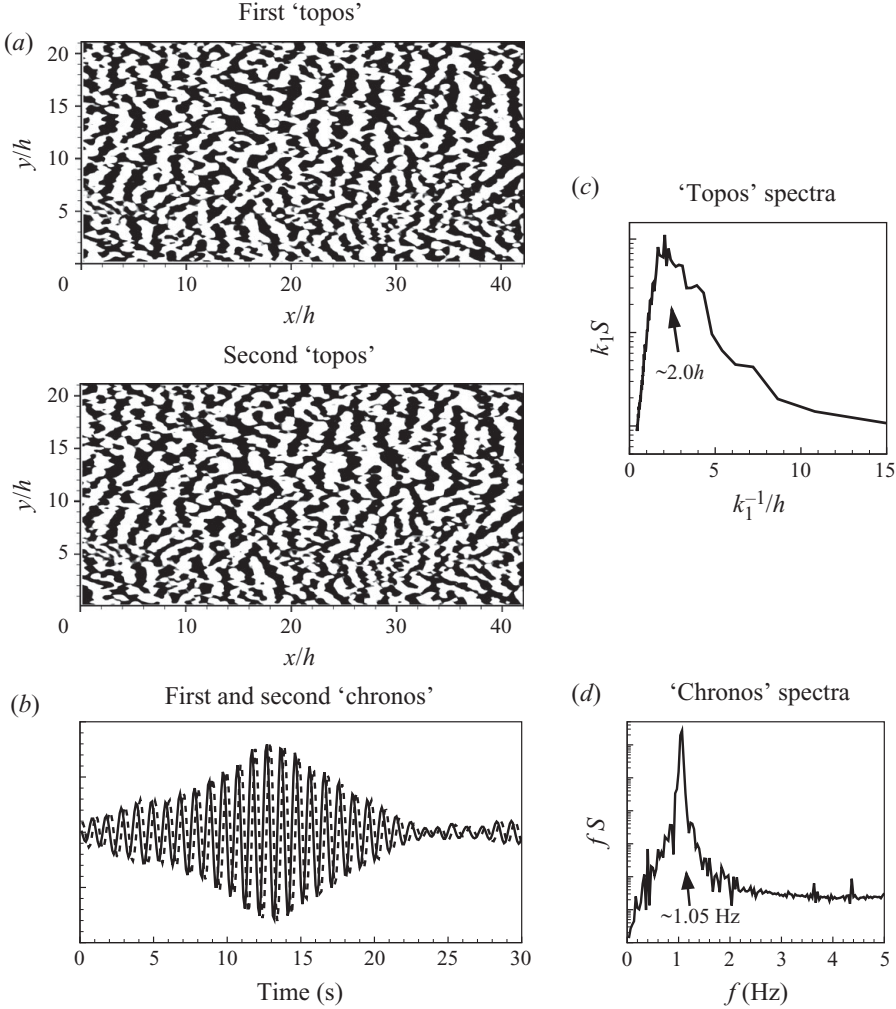 First ‘topos’
(a)
20
15
10
5
0
y/h
10
20
30
40
x/h
Second ‘topos’
20
15
10
5
0
y/h
10
20
30
40
x/h
(b)
First and second ‘chronos’
0
5
10
15
20
25
30
Time (s)
(c)
‘Topos’ spectra
k₁S
~2.0h
0
5
10
15
k₁⁻¹/h
(d)
‘Chronos’ spectra
f S
~1.05 Hz
0
1
2
3
4
5
f (Hz)